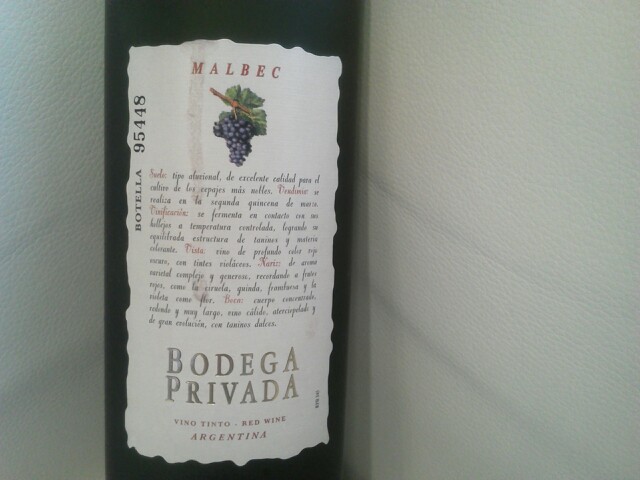 MALBEC
BOTELLA 95448
Suelo: tipo aluvional, de excelente calidad para el
cultivo de los cepajes más nobles. Vendimia: se
realiza en la segunda quincena de marzo.
Vinificación: se fermenta en contacto con sus
hollejos a temperatura controlada, logrando su
equilibrada estructura de taninos y materia
colorante. Vista: vino de profundo color rojo
oscuro, con tintes violáceos. Nariz: de aroma
varietal complejo y generoso, recordando a frutos
rojos, como la ciruela, guinda, frambuesa y la
violeta como flor. Boca: cuerpo concentrado,
redondo y muy largo, vino cálido, aterciopelado y
de gran evolución, con taninos dulces.
BODEGA
PRIVADA
VINO TINTO - RED WINE
ARGENTINA